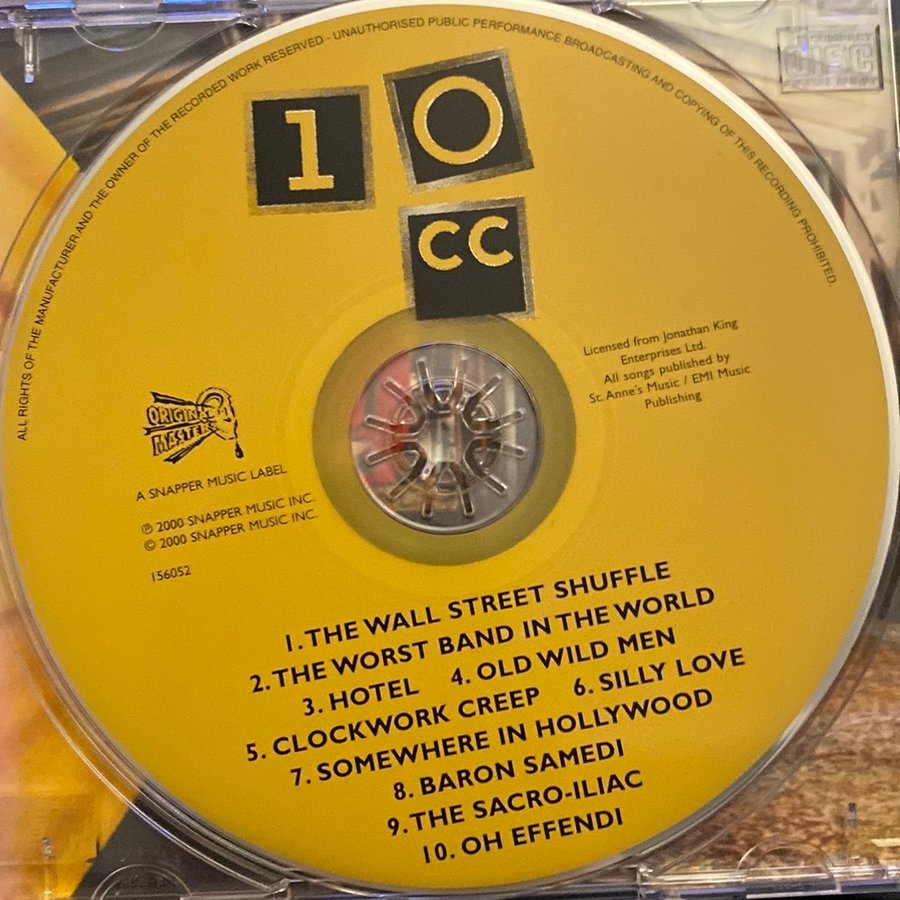 ALL RIGHTS OF THE MANUFACTURER AND THE OWNER OF THE RECORDED WORK RESERVED - UNAUTHORISED PUBLIC PERFORMANCE BROADCASTING AND COPYING OF THIS RECORDING PROHIBITED
10
cc
COMPACT
disc
Licensed from Jonathan King
Enterprises Ltd.
All songs published by
St. Anne's Music / EMI Music
Publishing
ORIGINAL
MASTERS
A SNAPPER MUSIC LABEL
℗ 2000 SNAPPER MUSIC INC.
© 2000 SNAPPER MUSIC INC.
156052
1. THE WALL STREET SHUFFLE
2. THE WORST BAND IN THE WORLD
3. HOTEL 4. OLD WILD MEN
5. CLOCKWORK CREEP 6. SILLY LOVE
7. SOMEWHERE IN HOLLYWOOD
8. BARON SAMEDI
9. THE SACRO-ILIAC
10. OH EFFENDI